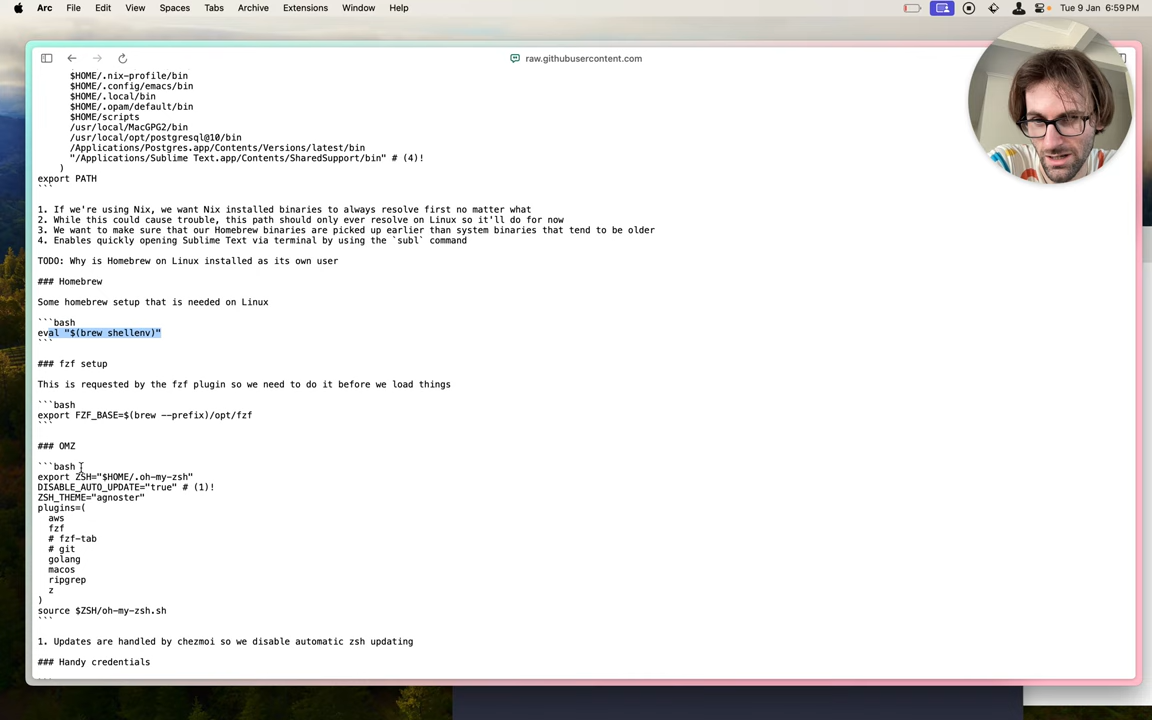 Arc File Edit View Spaces Tabs Archive Extensions Window Help Tue 9 Jan 6:59 PM
raw.githubusercontent.com
$HOME/.nix-profile/bin
$HOME/.config/emacs/bin
$HOME/.local/bin
$HOME/.opam/default/bin
$HOME/scripts
/usr/local/MacGPG2/bin
/usr/local/opt/postgresql@10/bin
/Applications/Postgres.app/Contents/Versions/latest/bin
"/Applications/Sublime Text.app/Contents/SharedSupport/bin" # (4)!
)
export PATH
```
1. If we're using Nix, we want Nix installed binaries to always resolve first no matter what
2. While this could cause trouble, this path should only ever resolve on Linux so it'll do for now
3. We want to make sure that our Homebrew binaries are picked up earlier than system binaries that tend to be older
4. Enables quickly opening Sublime Text via terminal by using the `subl` command
TODO: Why is Homebrew on Linux installed as its own user
### Homebrew
Some homebrew setup that is needed on Linux
```bash
eval "$(brew shellenv)"
```
### fzf setup
This is requested by the fzf plugin so we need to do it before we load things
```bash
export FZF_BASE=$(brew --prefix)/opt/fzf
```
### OMZ
```bash
export ZSH="$HOME/.oh-my-zsh"
DISABLE_AUTO_UPDATE="true" # (1)!
ZSH_THEME="agnoster"
plugins=(
aws
fzf
# fzf-tab
# git
golang
macos
ripgrep
z
)
source $ZSH/oh-my-zsh.sh
```
1. Updates are handled by chezmoi so we disable automatic zsh updating
### Handy credentials